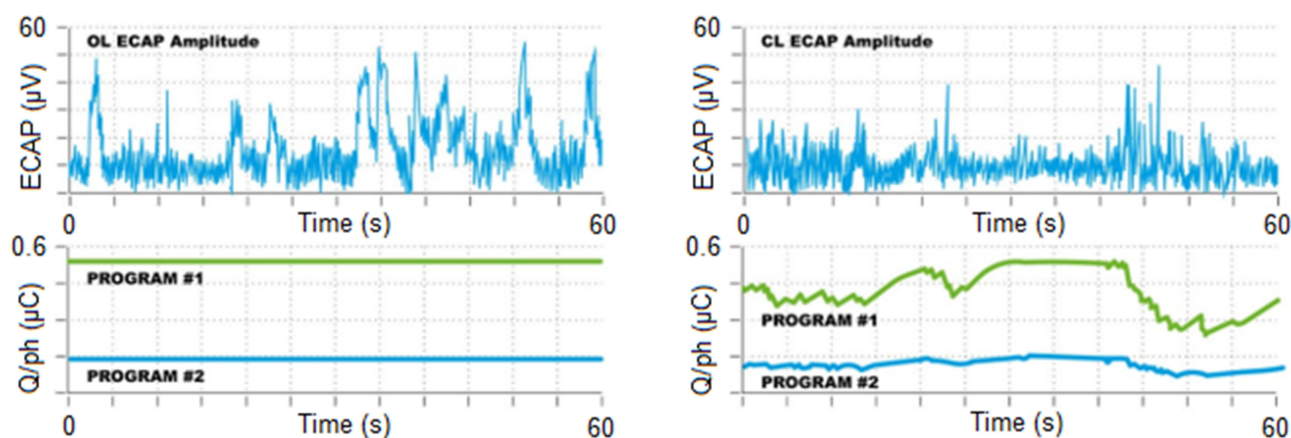 60
OL ECAP Amplitude
ECAP (µV)
0
Time (s)
60
60
CL ECAP Amplitude
ECAP (µV)
0
Time (s)
60
0.6
PROGRAM #1
PROGRAM #2
Q/ph (µC)
0
Time (s)
60
0.6
PROGRAM #1
PROGRAM #2
Q/ph (µC)
0
Time (s)
60